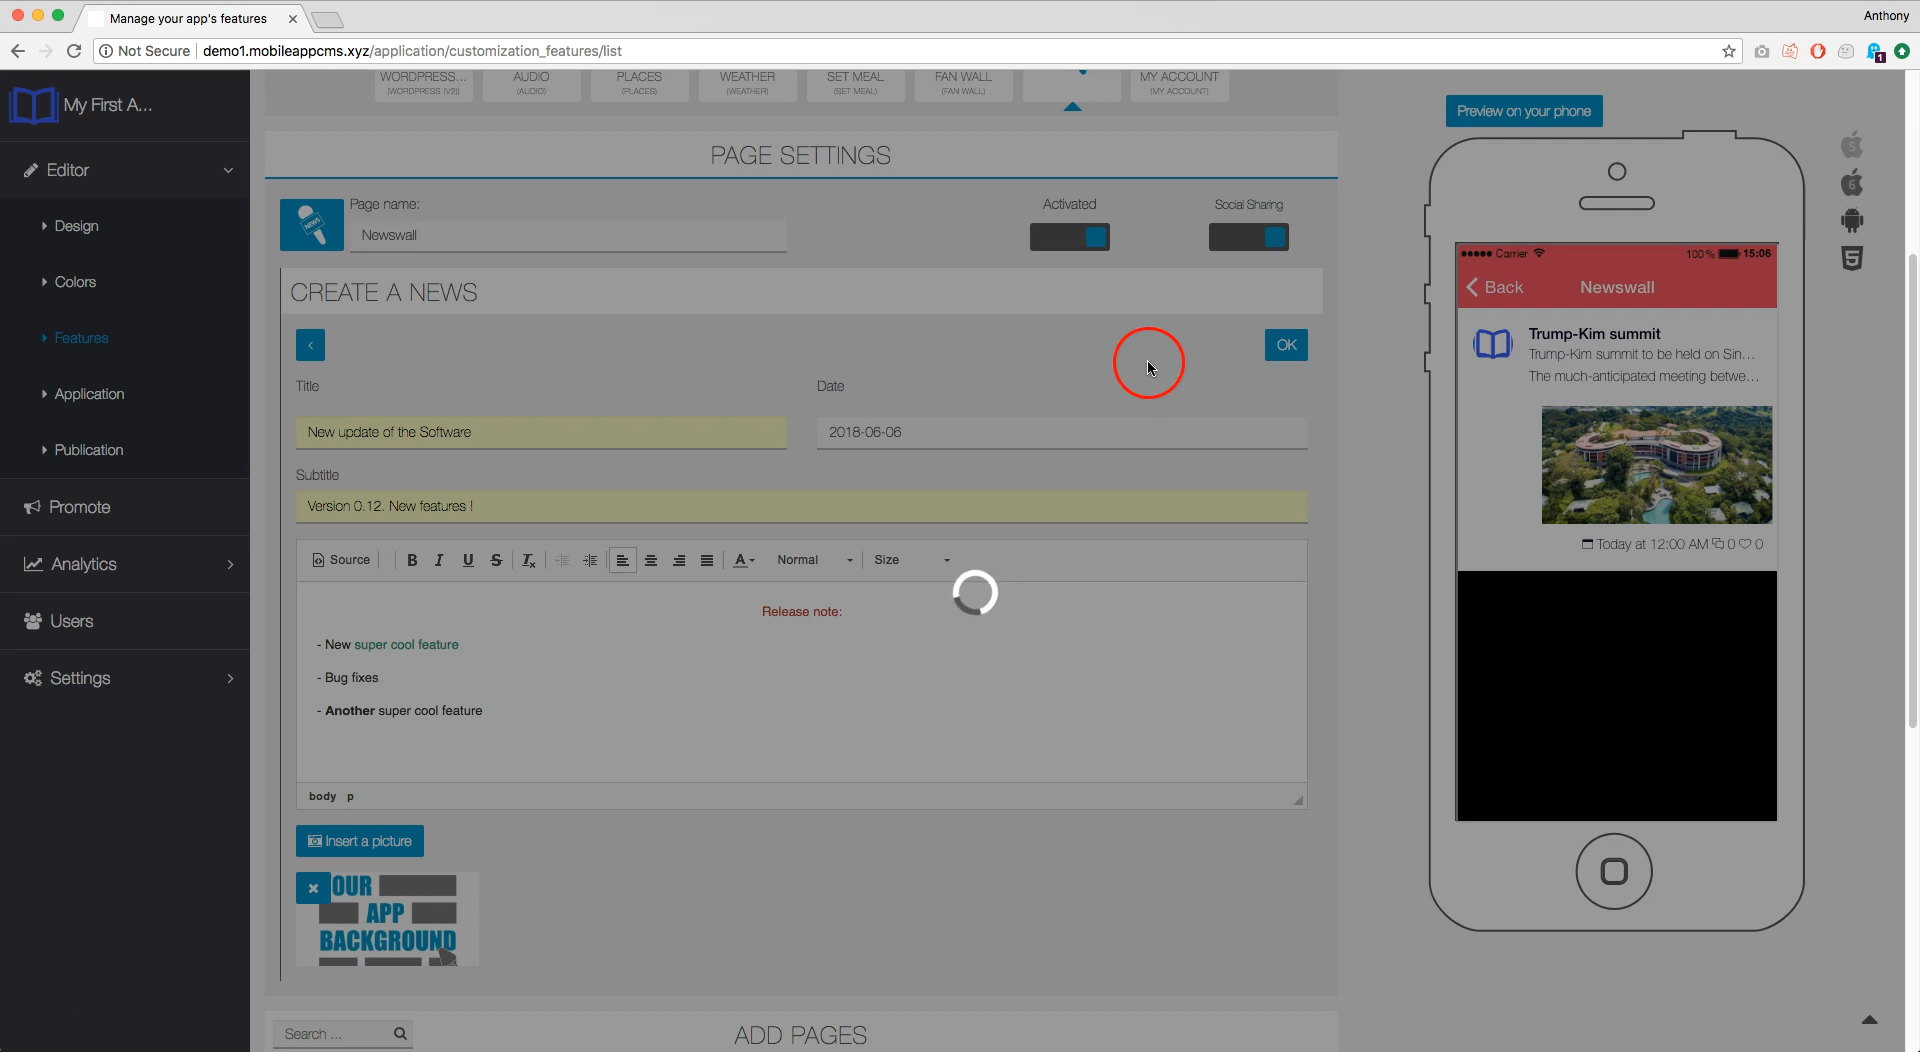 Manage your app's features
Anthony
Not Secure
demo1.mobileappcms.xyz/application/customization_features/list
1
My First A...
Editor
Design
Colors
Features
Application
Publication
Promote
Analytics
Users
Settings
WORDPRESS...
(WORDPRESS (V2))
AUDIO
(AUDIO)
PLACES
(PLACES)
WEATHER
(WEATHER)
SET MEAL
(SET MEAL)
FAN WALL
(FAN WALL)
MY ACCOUNT
(MY ACCOUNT)
PAGE SETTINGS
NEWS
Page name:
Newswall
Activated
Social Sharing
CREATE A NEWS
OK
Title
Date
New update of the Software
2018-06-06
Subtitle
Version 0.12. New features !
Source
B I U S Tx
A
Normal
Size
Release note:
- New super cool feature
- Bug fixes
- Another super cool feature
body p
Insert a picture
OUR
APP
BACKGROUND
Search ...
ADD PAGES
Preview on your phone
5
6
5
Carrier
100%
15:06
Back
Newswall
Trump-Kim summit
Trump-Kim summit to be held on Sin...
The much-anticipated meeting betwe...
Today at 12:00 AM 0 0